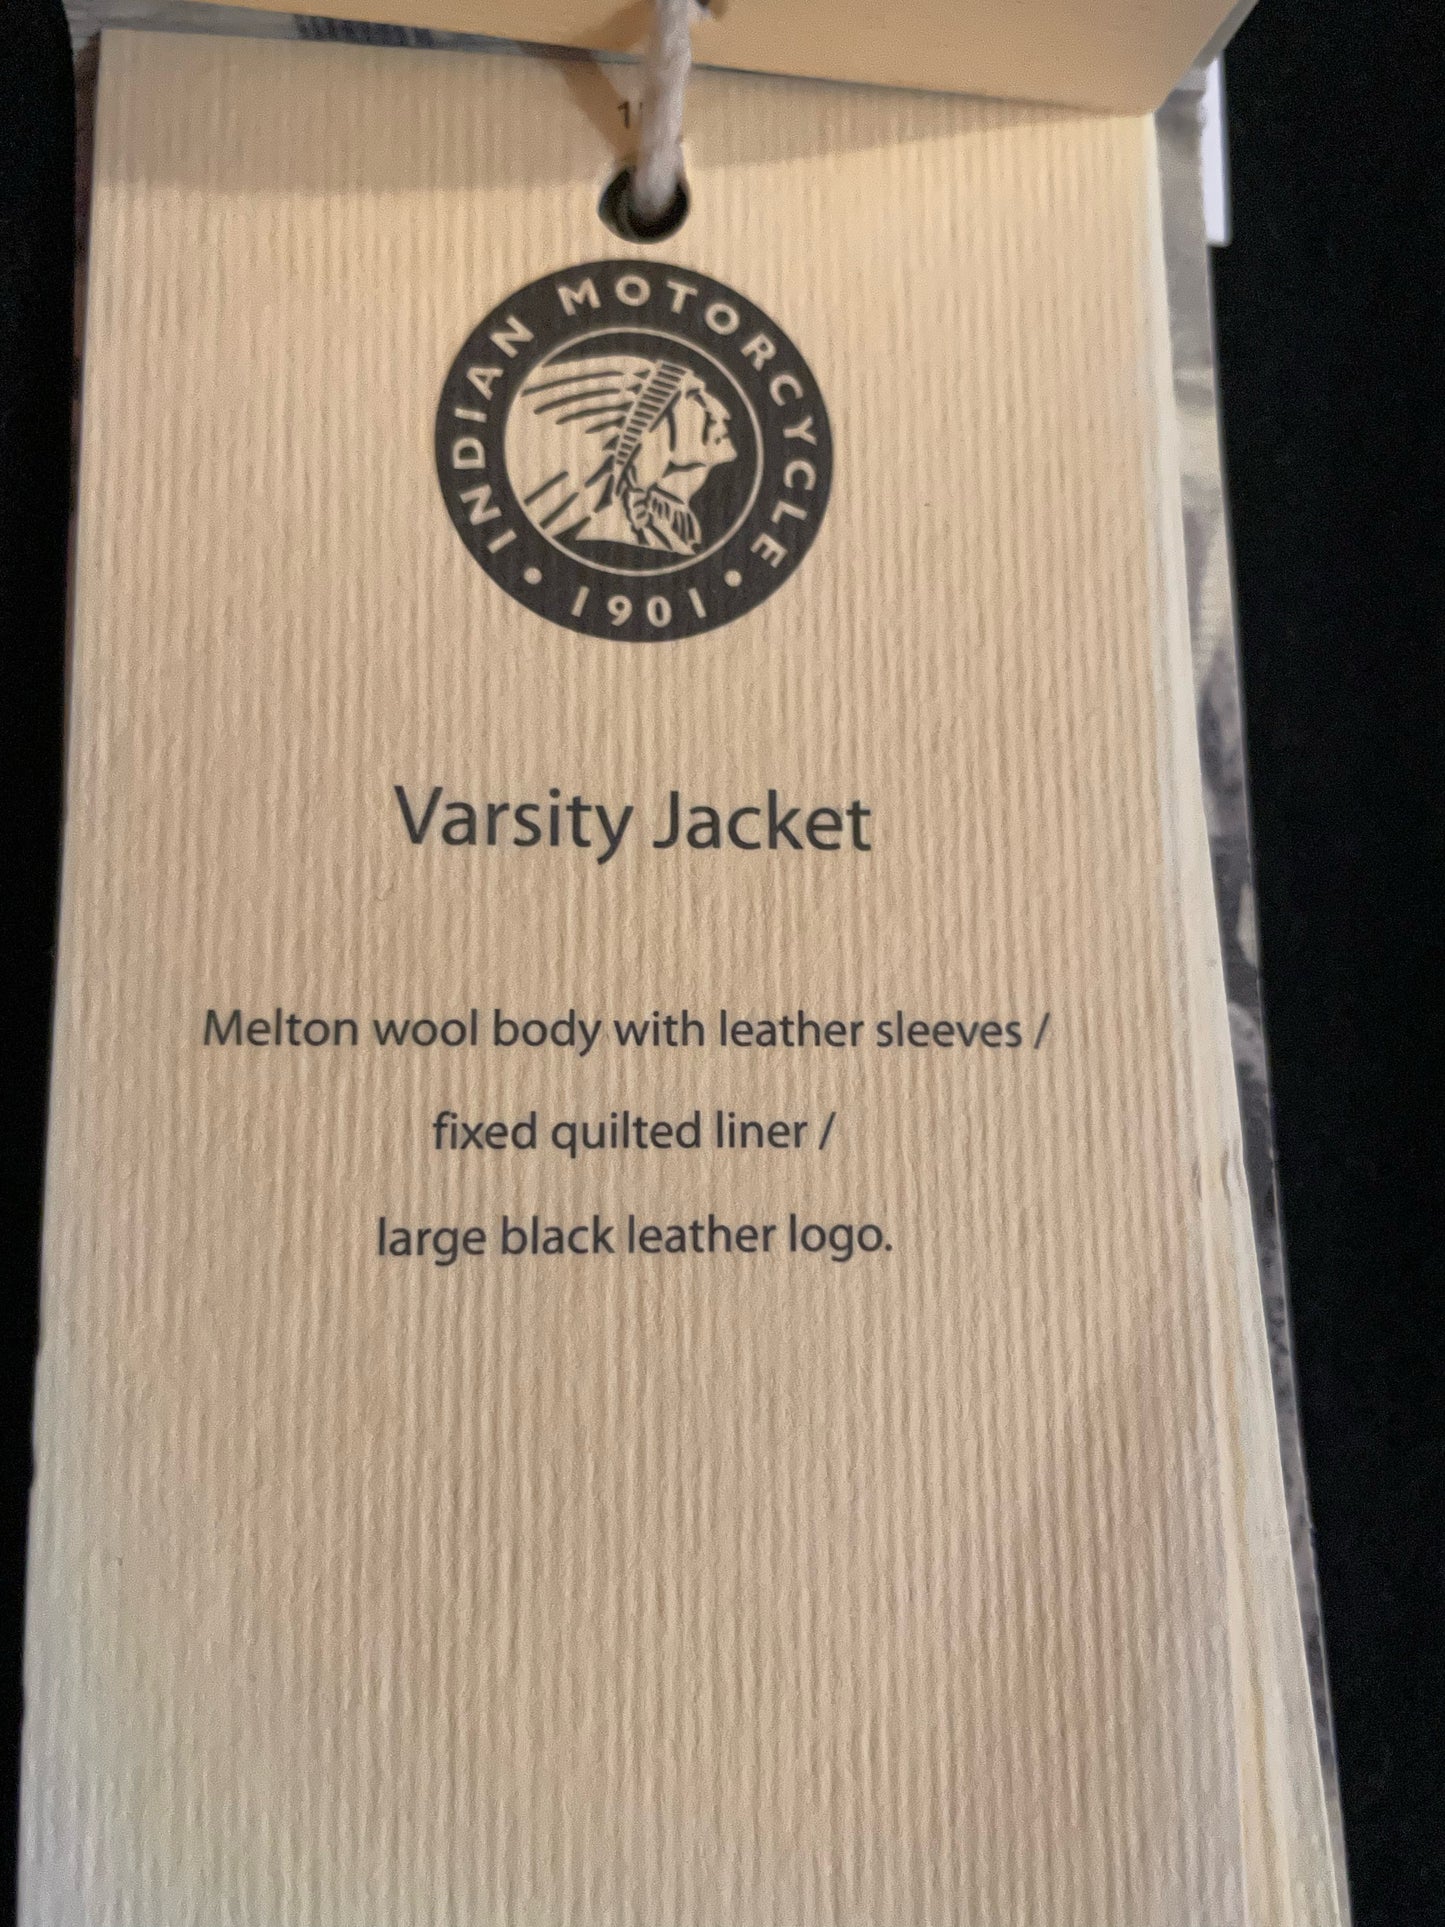 INDIAN MOTORCYCLE
• 1901 •
Varsity Jacket
Melton wool body with leather sleeves /
fixed quilted liner /
large black leather logo.